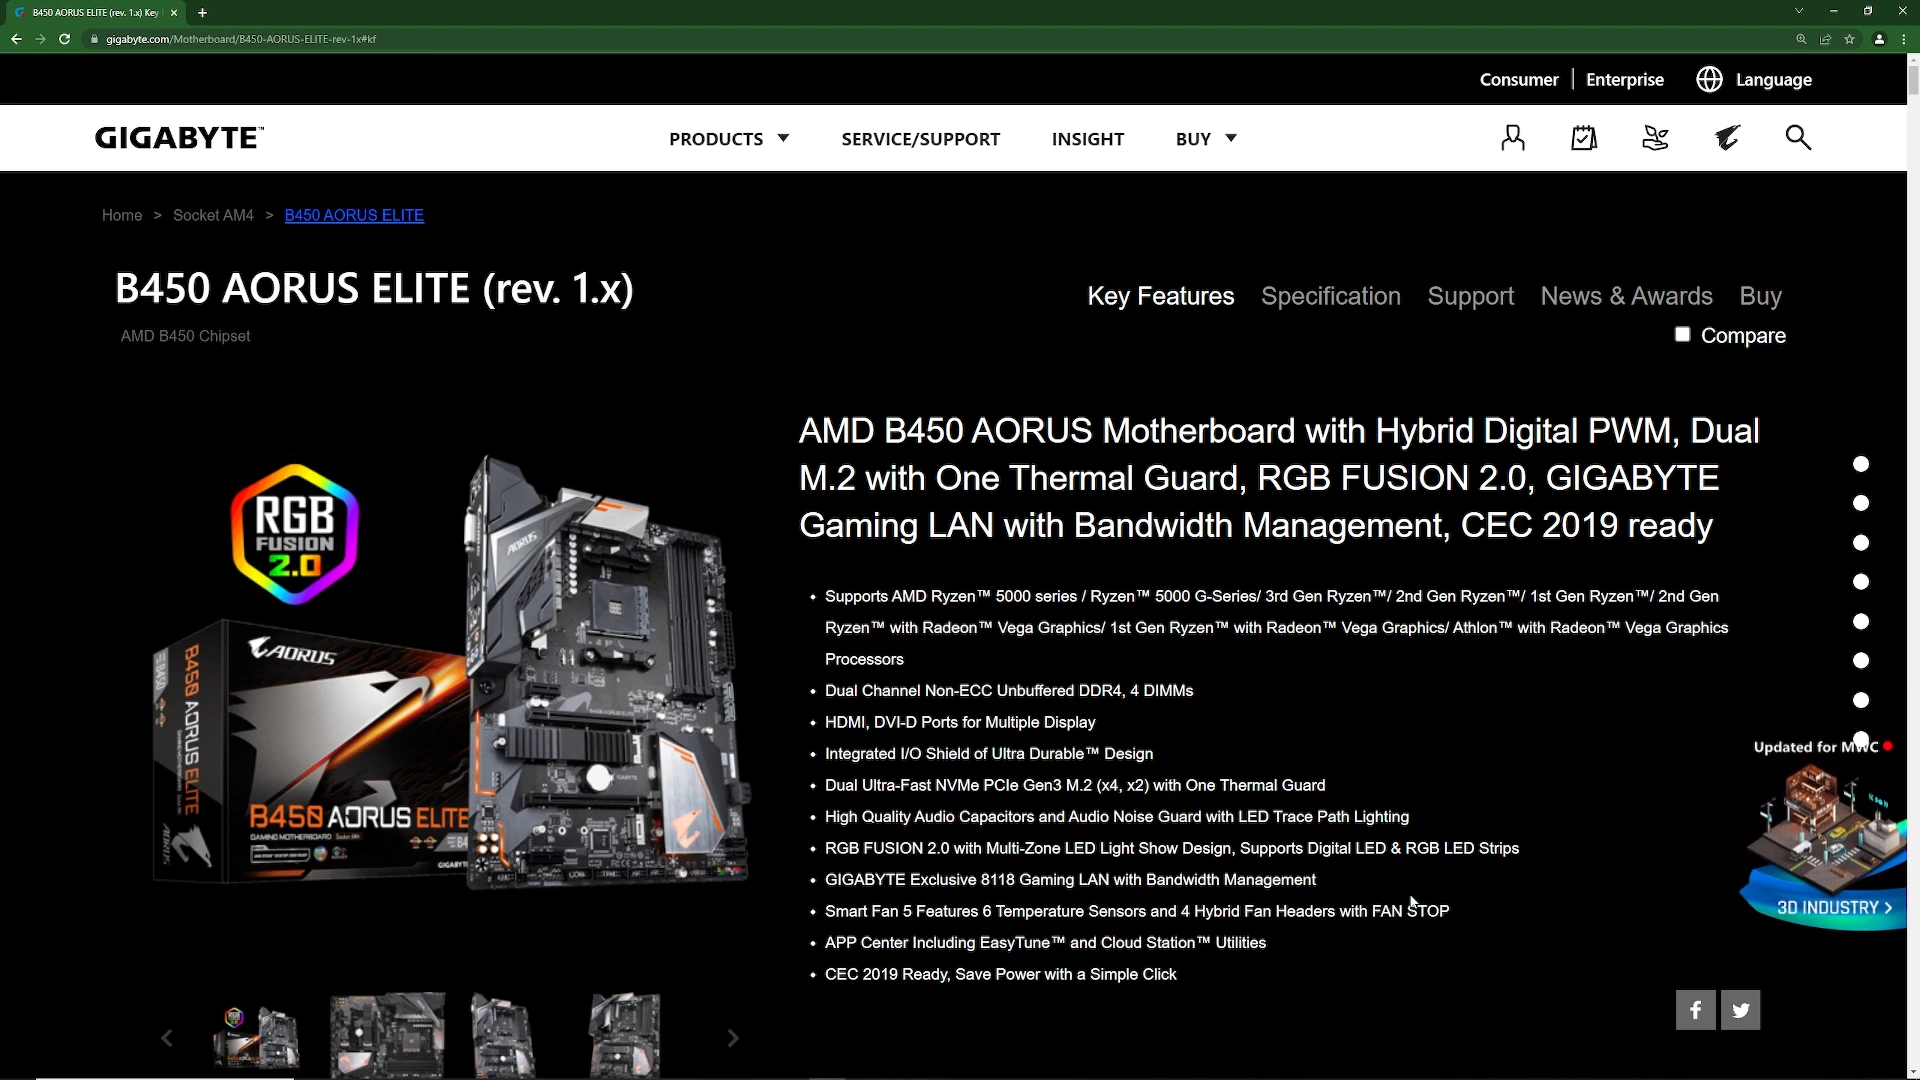 B450 AORUS ELITE (rev. 1.x) Key
gigabyte.com/Motherboard/B450-AORUS-ELITE-rev-1x#kf
Consumer | Enterprise Language
GIGABYTE™ PRODUCTS SERVICE/SUPPORT INSIGHT BUY
Home > Socket AM4 > B450 AORUS ELITE
B450 AORUS ELITE (rev. 1.x)
AMD B450 Chipset
Key Features Specification Support News & Awards Buy
Compare
RGB
FUSION
2.0
AORUS
B450 AORUS ELITE
GAMING MOTHERBOARD
B450 AORUS ELITE
AORUS
AORUS
AMD B450 AORUS Motherboard with Hybrid Digital PWM, Dual
M.2 with One Thermal Guard, RGB FUSION 2.0, GIGABYTE
Gaming LAN with Bandwidth Management, CEC 2019 ready
• Supports AMD Ryzen™ 5000 series / Ryzen™ 5000 G-Series/ 3rd Gen Ryzen™/ 2nd Gen Ryzen™/ 1st Gen Ryzen™/ 2nd Gen
Ryzen™ with Radeon™ Vega Graphics/ 1st Gen Ryzen™ with Radeon™ Vega Graphics/ Athlon™ with Radeon™ Vega Graphics
Processors
• Dual Channel Non-ECC Unbuffered DDR4, 4 DIMMs
• HDMI, DVI-D Ports for Multiple Display
• Integrated I/O Shield of Ultra Durable™ Design
• Dual Ultra-Fast NVMe PCIe Gen3 M.2 (x4, x2) with One Thermal Guard
• High Quality Audio Capacitors and Audio Noise Guard with LED Trace Path Lighting
• RGB FUSION 2.0 with Multi-Zone LED Light Show Design, Supports Digital LED & RGB LED Strips
• GIGABYTE Exclusive 8118 Gaming LAN with Bandwidth Management
• Smart Fan 5 Features 6 Temperature Sensors and 4 Hybrid Fan Headers with FAN STOP
• APP Center Including EasyTune™ and Cloud Station™ Utilities
• CEC 2019 Ready, Save Power with a Simple Click
Updated for MWC
3D INDUSTRY >